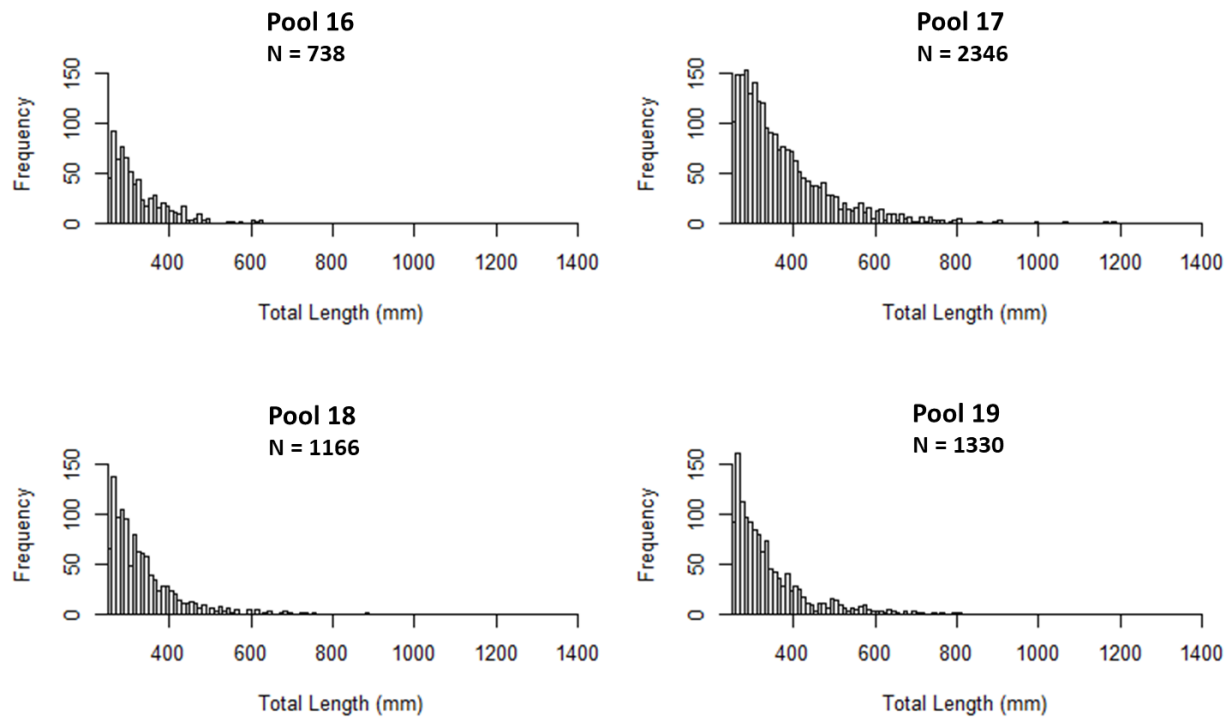 Pool 16
N = 738
Frequency
0 50 100 150
400 600 800 1000 1200 1400
Total Length (mm)
Pool 17
N = 2346
Frequency
0 50 100 150
400 600 800 1000 1200 1400
Total Length (mm)
Pool 18
N = 1166
Frequency
0 50 100 150
400 600 800 1000 1200 1400
Total Length (mm)
Pool 19
N = 1330
Frequency
0 50 100 150
400 600 800 1000 1200 1400
Total Length (mm)